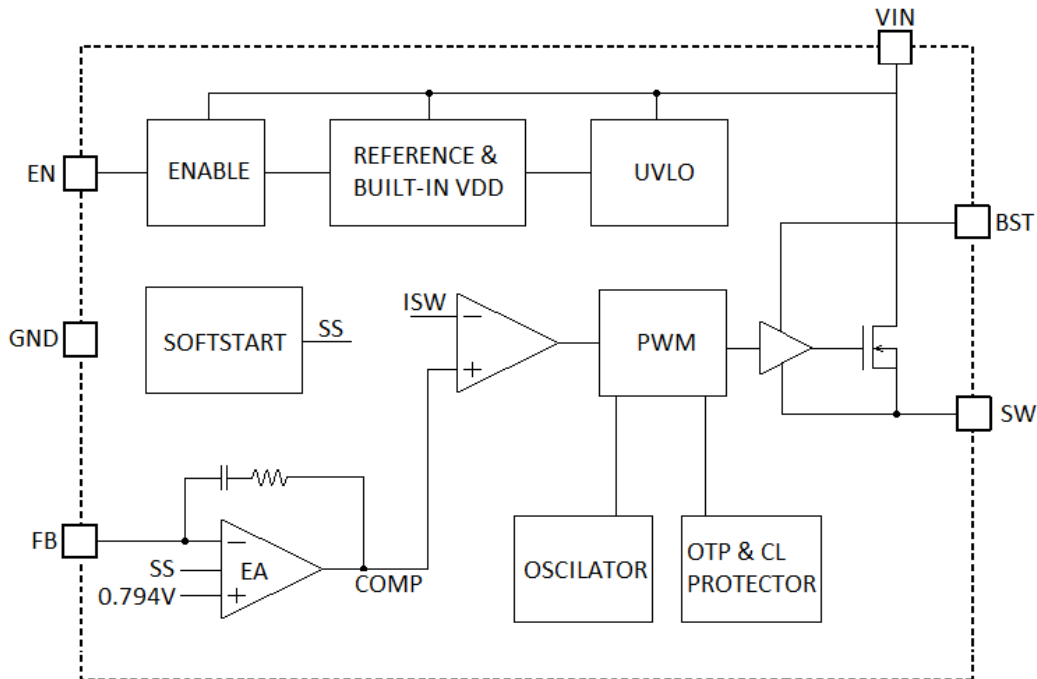 VIN
EN
ENABLE
REFERENCE &
BUILT-IN VDD
UVLO
BST
GND
SOFTSTART
SS
ISW
−
+
PWM
SW
FB
−
SS
EA
0.794V
+
COMP
OSCILATOR
OTP & CL
PROTECTOR